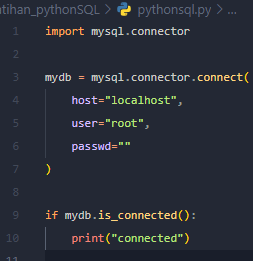 tihan_pythonSQL > pythonsql.py > ...
1 import mysql.connector
2
3 mydb = mysql.connector.connect(
4 host="localhost",
5 user="root",
6 passwd=""
7 )
8
9 if mydb.is_connected():
10 print("connected")
11